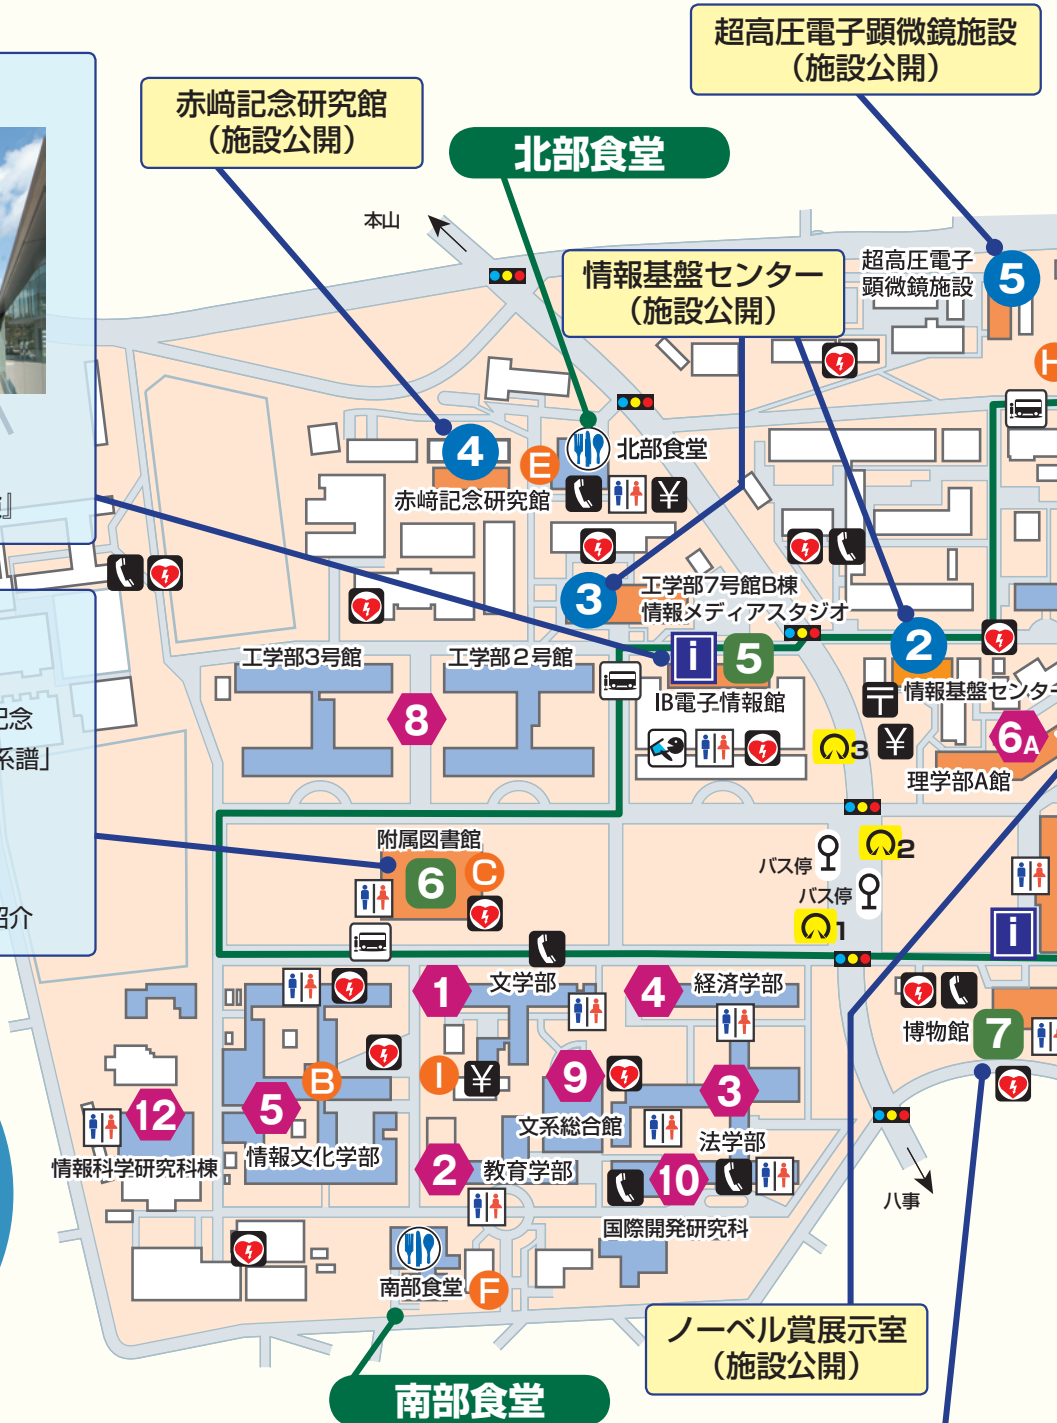 超高圧電子顕微鏡施設
（施設公開）
赤﨑記念研究館
（施設公開）
北部食堂
本山
情報基盤センター
（施設公開）
超高圧電子
顕微鏡施設
5
H
4
E
北部食堂
赤﨑記念研究館
¥
』
3
工学部7号館B棟
情報メディアスタジオ
2
i
5
工学部3号館
工学部2号館
IB電子情報館
〒
情報基盤センター
8
記念
系譜」
3
¥
6A
理学部A館
附属図書館
6
C
バス停
2
バス停
1
紹介
i
1
文学部
4
経済学部
博物館
7
I
¥
9
B
5
3
12
文系総合館
法学部
情報科学研究科棟
情報文化学部
2
教育学部
10
八事
国際開発研究科
南部食堂
F
ノーベル賞展示室
（施設公開）
南部食堂